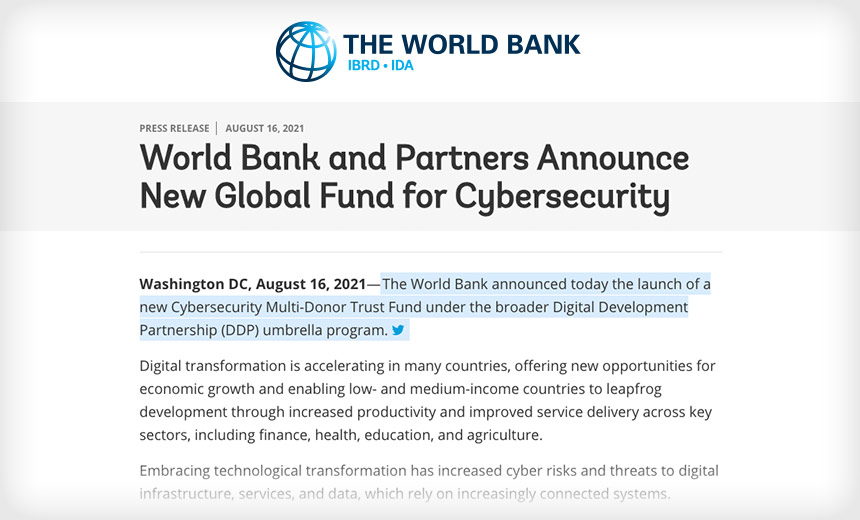 THE WORLD BANK
IBRD • IDA
PRESS RELEASE | AUGUST 16, 2021
World Bank and Partners Announce
New Global Fund for Cybersecurity
Washington DC, August 16, 2021—The World Bank announced today the launch of a
new Cybersecurity Multi-Donor Trust Fund under the broader Digital Development
Partnership (DDP) umbrella program.
Digital transformation is accelerating in many countries, offering new opportunities for
economic growth and enabling low- and medium-income countries to leapfrog
development through increased productivity and improved service delivery across key
sectors, including finance, health, education, and agriculture.
Embracing technological transformation has increased cyber risks and threats to digital
infrastructure, services, and data, which rely on increasingly connected systems.